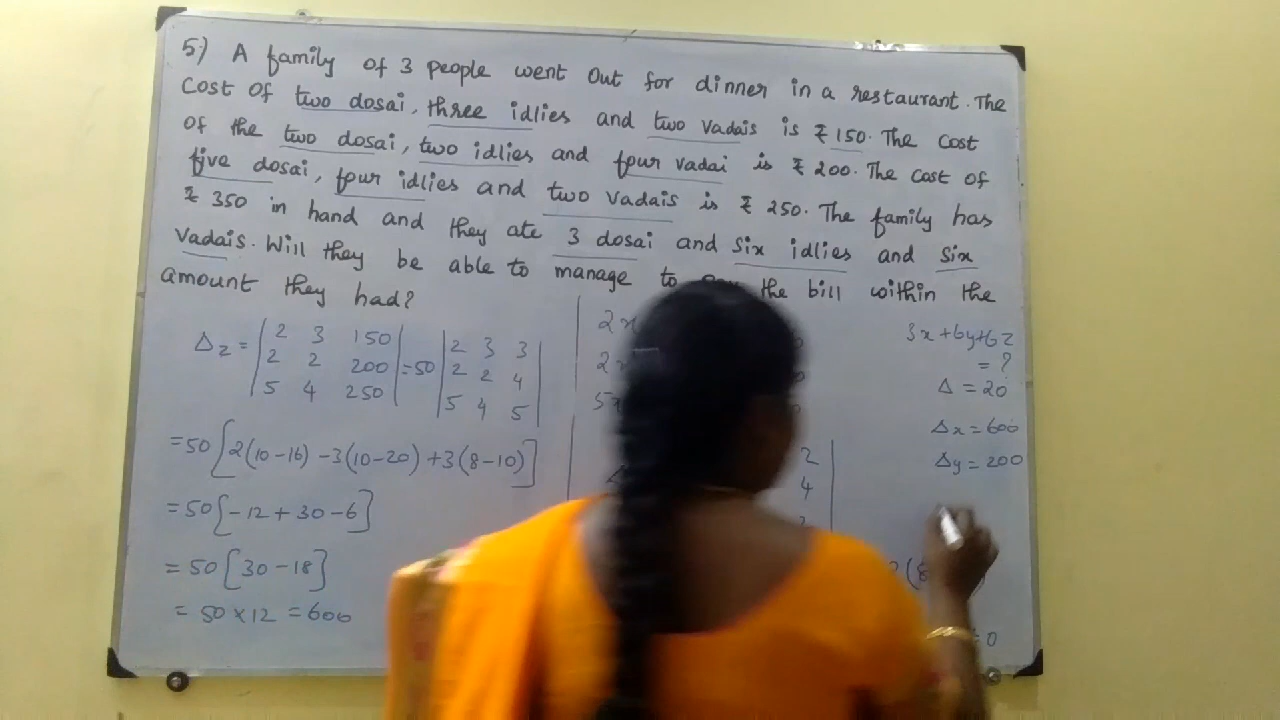 5) A family of 3 people went out for dinner in a restaurant. The
cost of two dosai, three idlies and two vadais is ₹ 150. The cost
of the two dosai, two idlies and four vadai is ₹ 200. The cost of
five dosai, four idlies and two vadais is ₹ 250. The family has
₹ 350 in hand and they ate 3 dosai and six idlies and six
vadais. Will they be able to manage to the bill within the
amount they had?
Δz = | 2 3 150 | = 50 | 2 3 3 |
| 2 2 200 | | 2 2 4 |
| 5 4 250 | | 5 4 5 |
= 50 [2(10-16) -3(10-20) +3(8-10)]
= 50 [-12 + 30 - 6]
= 50 [30 - 18]
= 50 × 12 = 600
2x
2x
5x
2
4
3x + 6y + 6z
= ?
Δ = 20
Δx = 600
Δy = 200
= 0